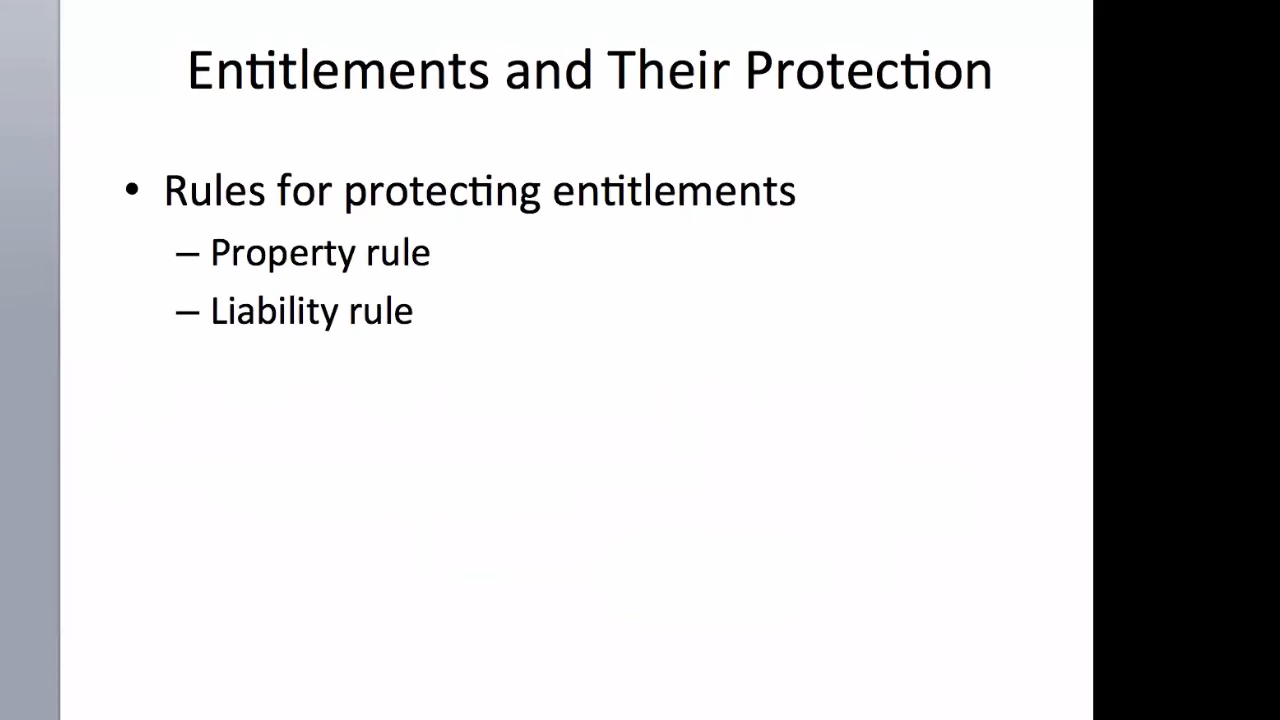 Entitlements and Their Protection
• Rules for protecting entitlements
– Property rule
– Liability rule